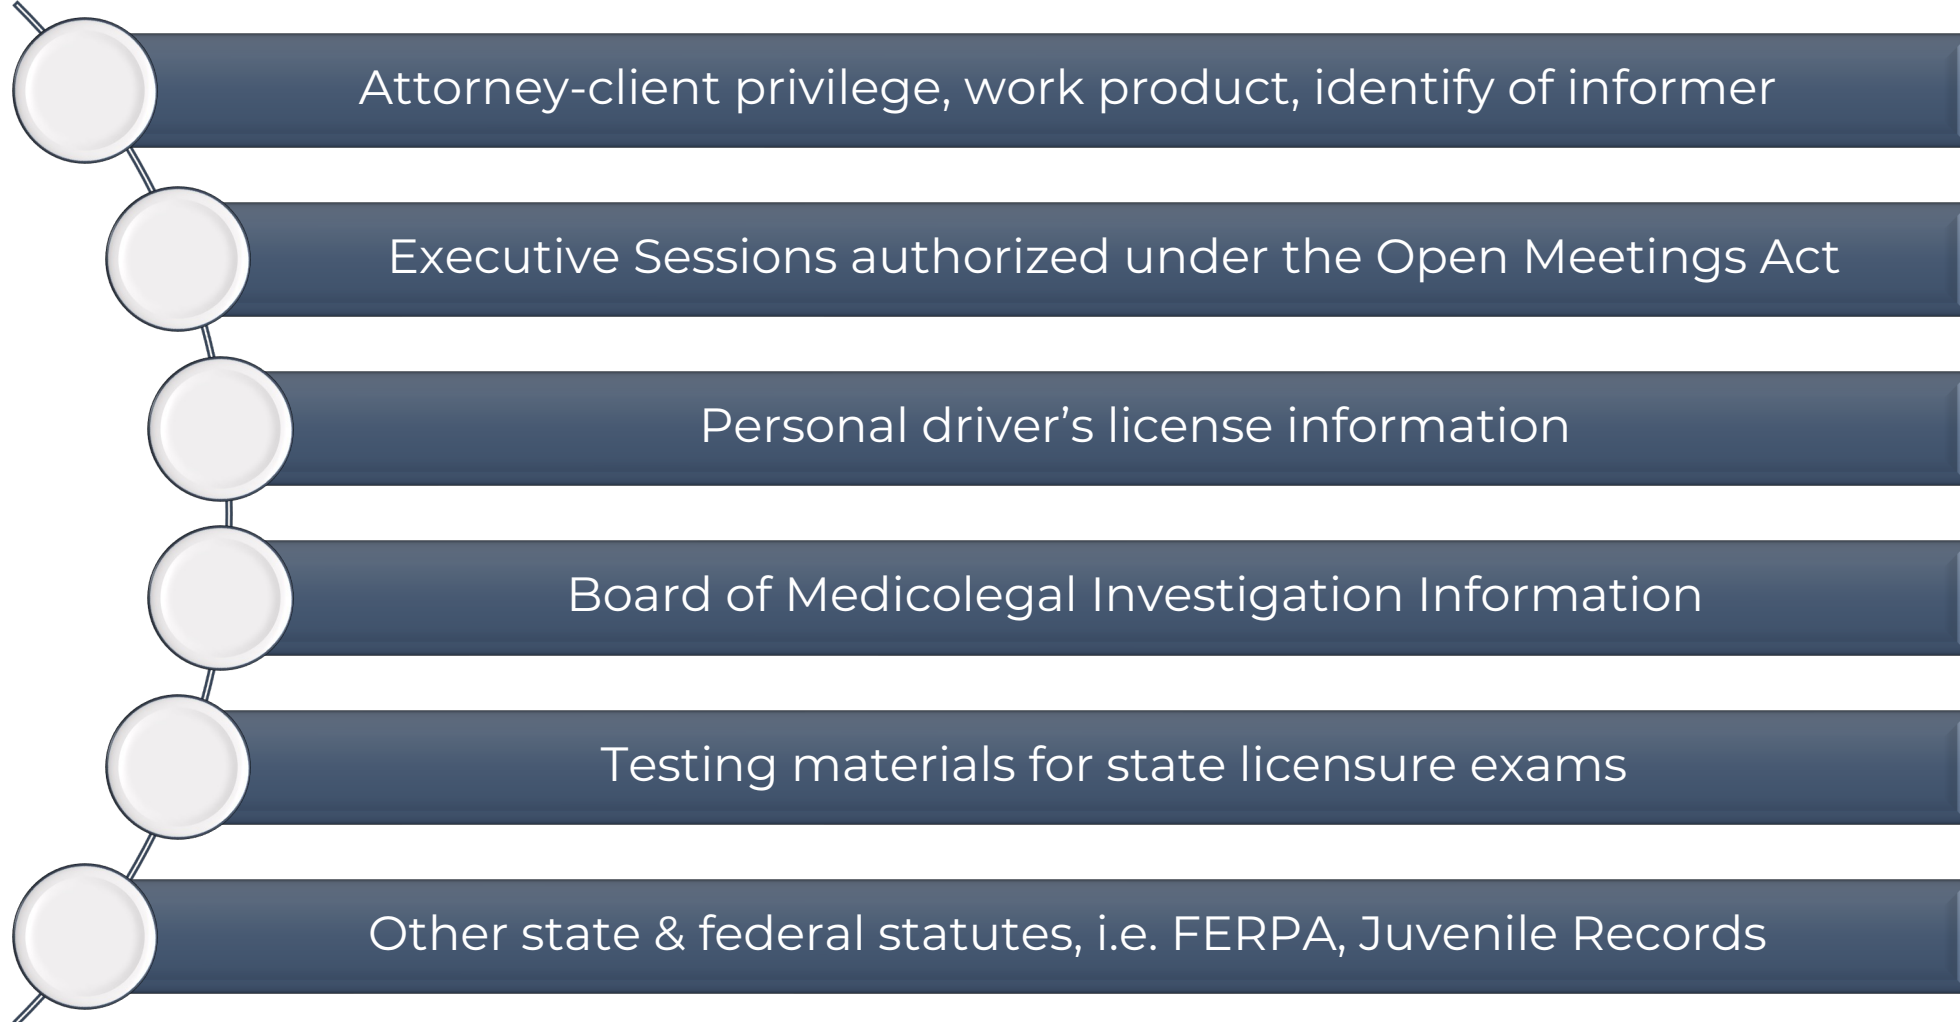 Attorney-client privilege, work product, identify of informer
Executive Sessions authorized under the Open Meetings Act
Personal driver’s license information
Board of Medicolegal Investigation Information
Testing materials for state licensure exams
Other state & federal statutes, i.e. FERPA, Juvenile Records